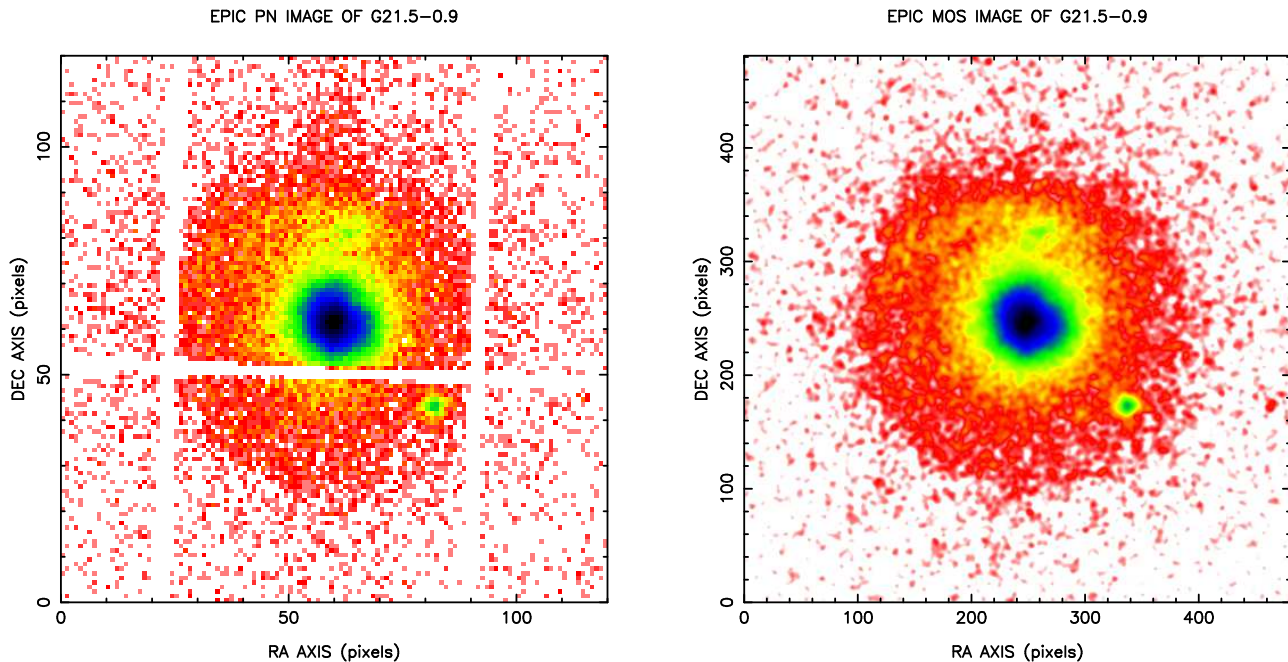 EPIC PN IMAGE OF G21.5−0.9
100
50
0
DEC AXIS (pixels)
0 50 100
RA AXIS (pixels)
EPIC MOS IMAGE OF G21.5−0.9
400
300
200
100
0
DEC AXIS (pixels)
0 100 200 300 400
RA AXIS (pixels)